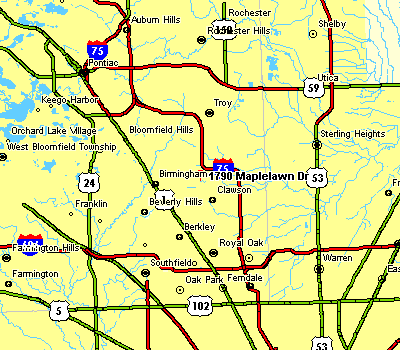 Rochester
Auburn Hills
Shelby
150
Rochester Hills
75
Pontiac
Utica
59
Keego Harbor
Troy
Orchard Lake Village
Bloomfield Hills
Sterling Heights
West Bloomfield Township
75
Birmingham
1790 Maplelawn Dr
24
53
Clawson
Franklin
Beverly Hills
Berkley
Farmington Hills
Royal Oak
Southfield
Warren
Farmington
Oak Park
Ferndale
Eas
102
5
53